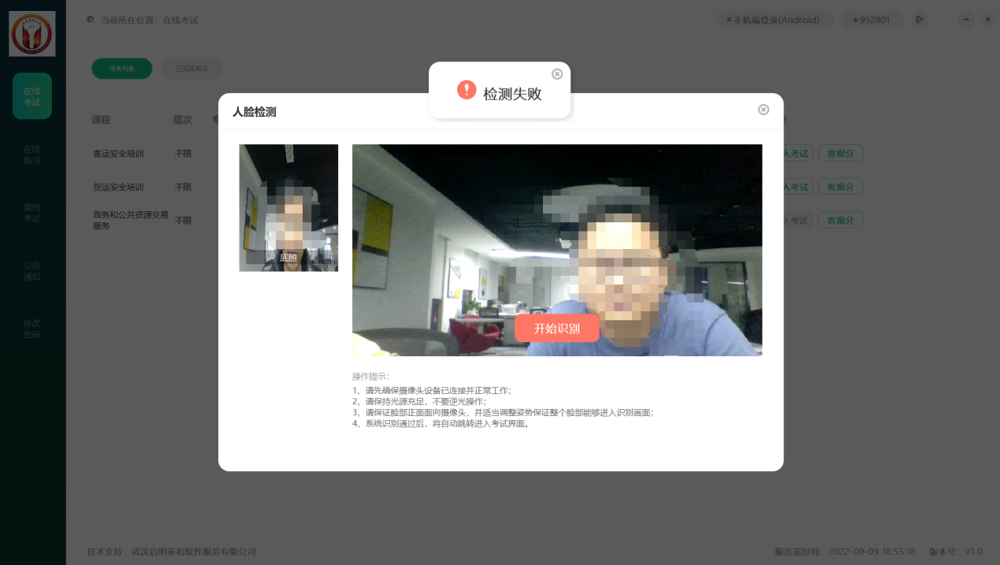 当前所在位置：在线考试
手机端登录(Android)
952801
待考列表
已完成考试
在线
考试
在线
练习
离线
考试
公告
通知
修改
密码
检测失败
人脸检测
课程
层次
客运安全培训
不限
入考试
客观分
货运安全培训
不限
入考试
客观分
政务和公共资源交易
服务
不限
入考试
客观分
底照
开始识别
操作提示：
1、请先确保摄像头设备已连接并正常工作；
2、请保持光源充足，不要逆光操作；
3、请保证脸部正面面向摄像头，并适当调整姿势保证整个脸部能够进入识别画面；
4、系统识别通过后，将自动跳转进入考试界面。
技术支持：武汉启明泰和软件服务有限公司
服务器时间：2022-09-09 18:55:18
版本号：V1.0